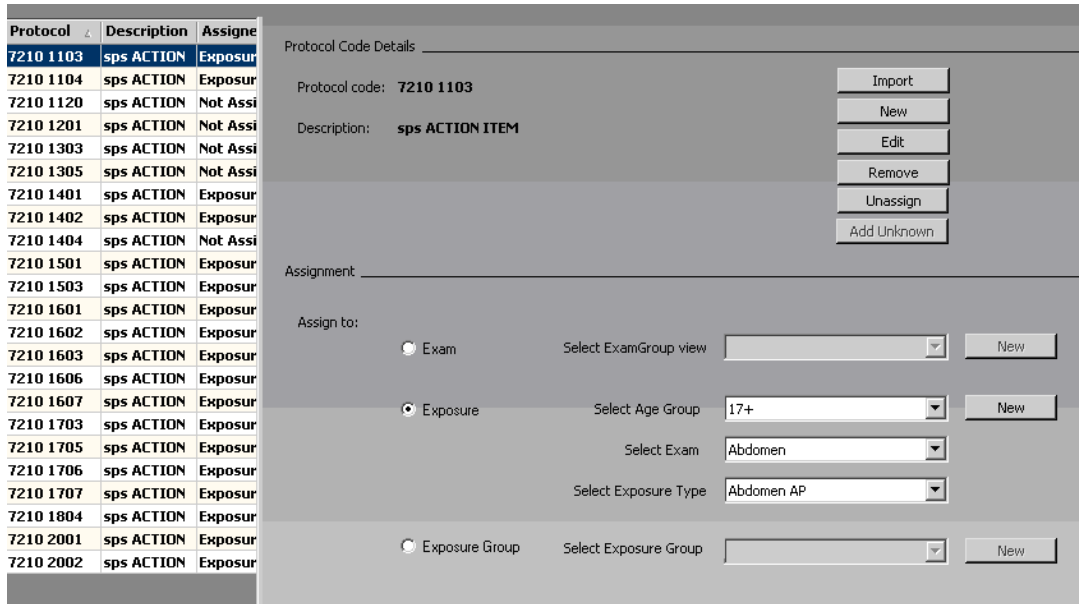 Protocol Description Assigne
7210 1103 sps ACTION Exposur
7210 1104 sps ACTION Exposur
7210 1120 sps ACTION Not Assi
7210 1201 sps ACTION Not Assi
7210 1303 sps ACTION Not Assi
7210 1305 sps ACTION Not Assi
7210 1401 sps ACTION Exposur
7210 1402 sps ACTION Exposur
7210 1404 sps ACTION Not Assi
7210 1501 sps ACTION Exposur
7210 1503 sps ACTION Exposur
7210 1601 sps ACTION Exposur
7210 1602 sps ACTION Exposur
7210 1603 sps ACTION Exposur
7210 1606 sps ACTION Exposur
7210 1607 sps ACTION Exposur
7210 1703 sps ACTION Exposur
7210 1705 sps ACTION Exposur
7210 1706 sps ACTION Exposur
7210 1707 sps ACTION Exposur
7210 1804 sps ACTION Exposur
7210 2001 sps ACTION Exposur
7210 2002 sps ACTION Exposur
Protocol Code Details
Protocol code: 7210 1103
Description: sps ACTION ITEM
Import
New
Edit
Remove
Unassign
Add Unknown
Assignment
Assign to:
Exam Select ExamGroup view New
Exposure Select Age Group 17+ New
Select Exam Abdomen
Select Exposure Type Abdomen AP
Exposure Group Select Exposure Group New